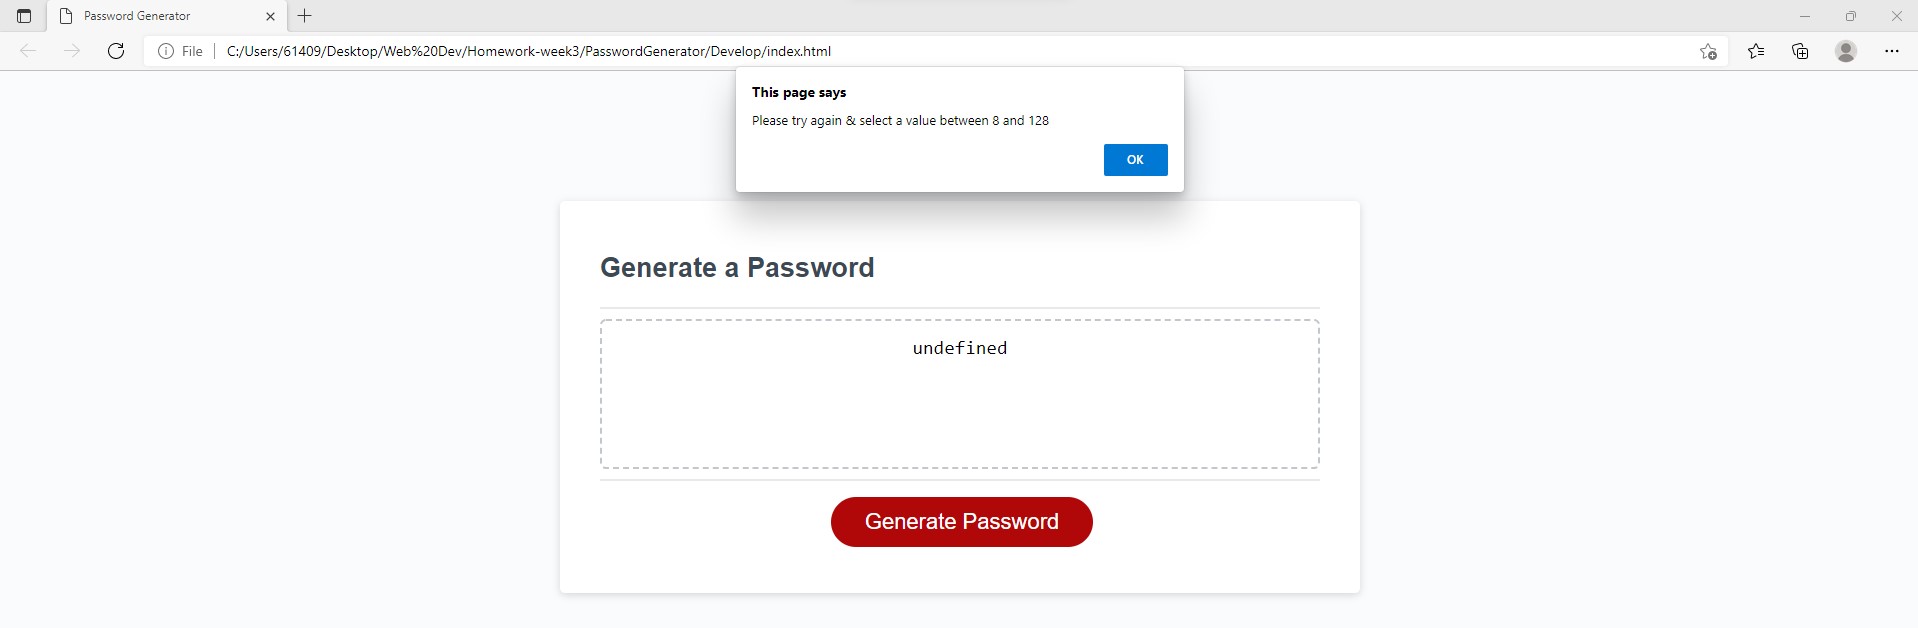 Password Generator
File
C:/Users/61409/Desktop/Web%20Dev/Homework-week3/PasswordGenerator/Develop/index.html
This page says
Please try again & select a value between 8 and 128
OK
Generate a Password
undefined
Generate Password